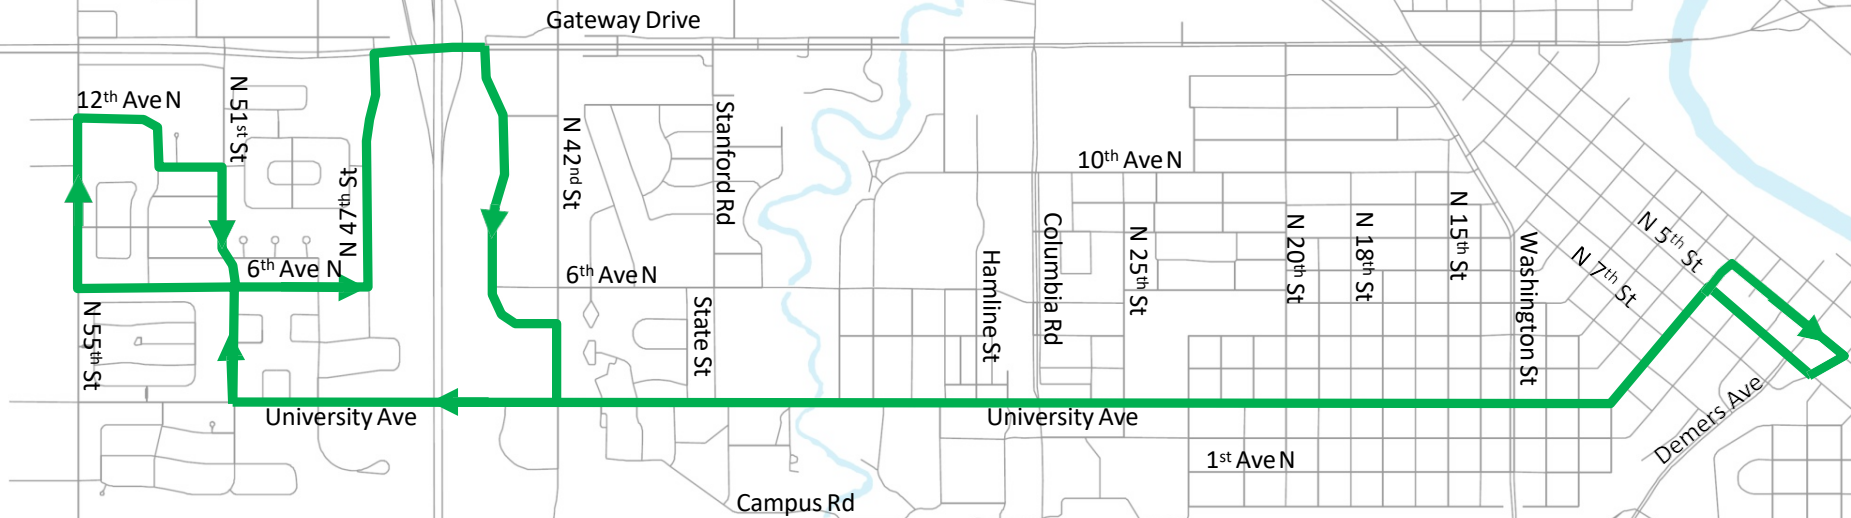 Gateway Drive
12th Ave N
N 51st St
N 42nd St
Stanford Rd
10th Ave N
N 47th St
6th Ave N
6th Ave N
N 55th St
State St
Hamline St
Columbia Rd
N 25th St
N 20th St
N 18th St
N 15th St
Washington St
N 5th St
N 7th St
University Ave
University Ave
Demers Ave
1st Ave N
Campus Rd